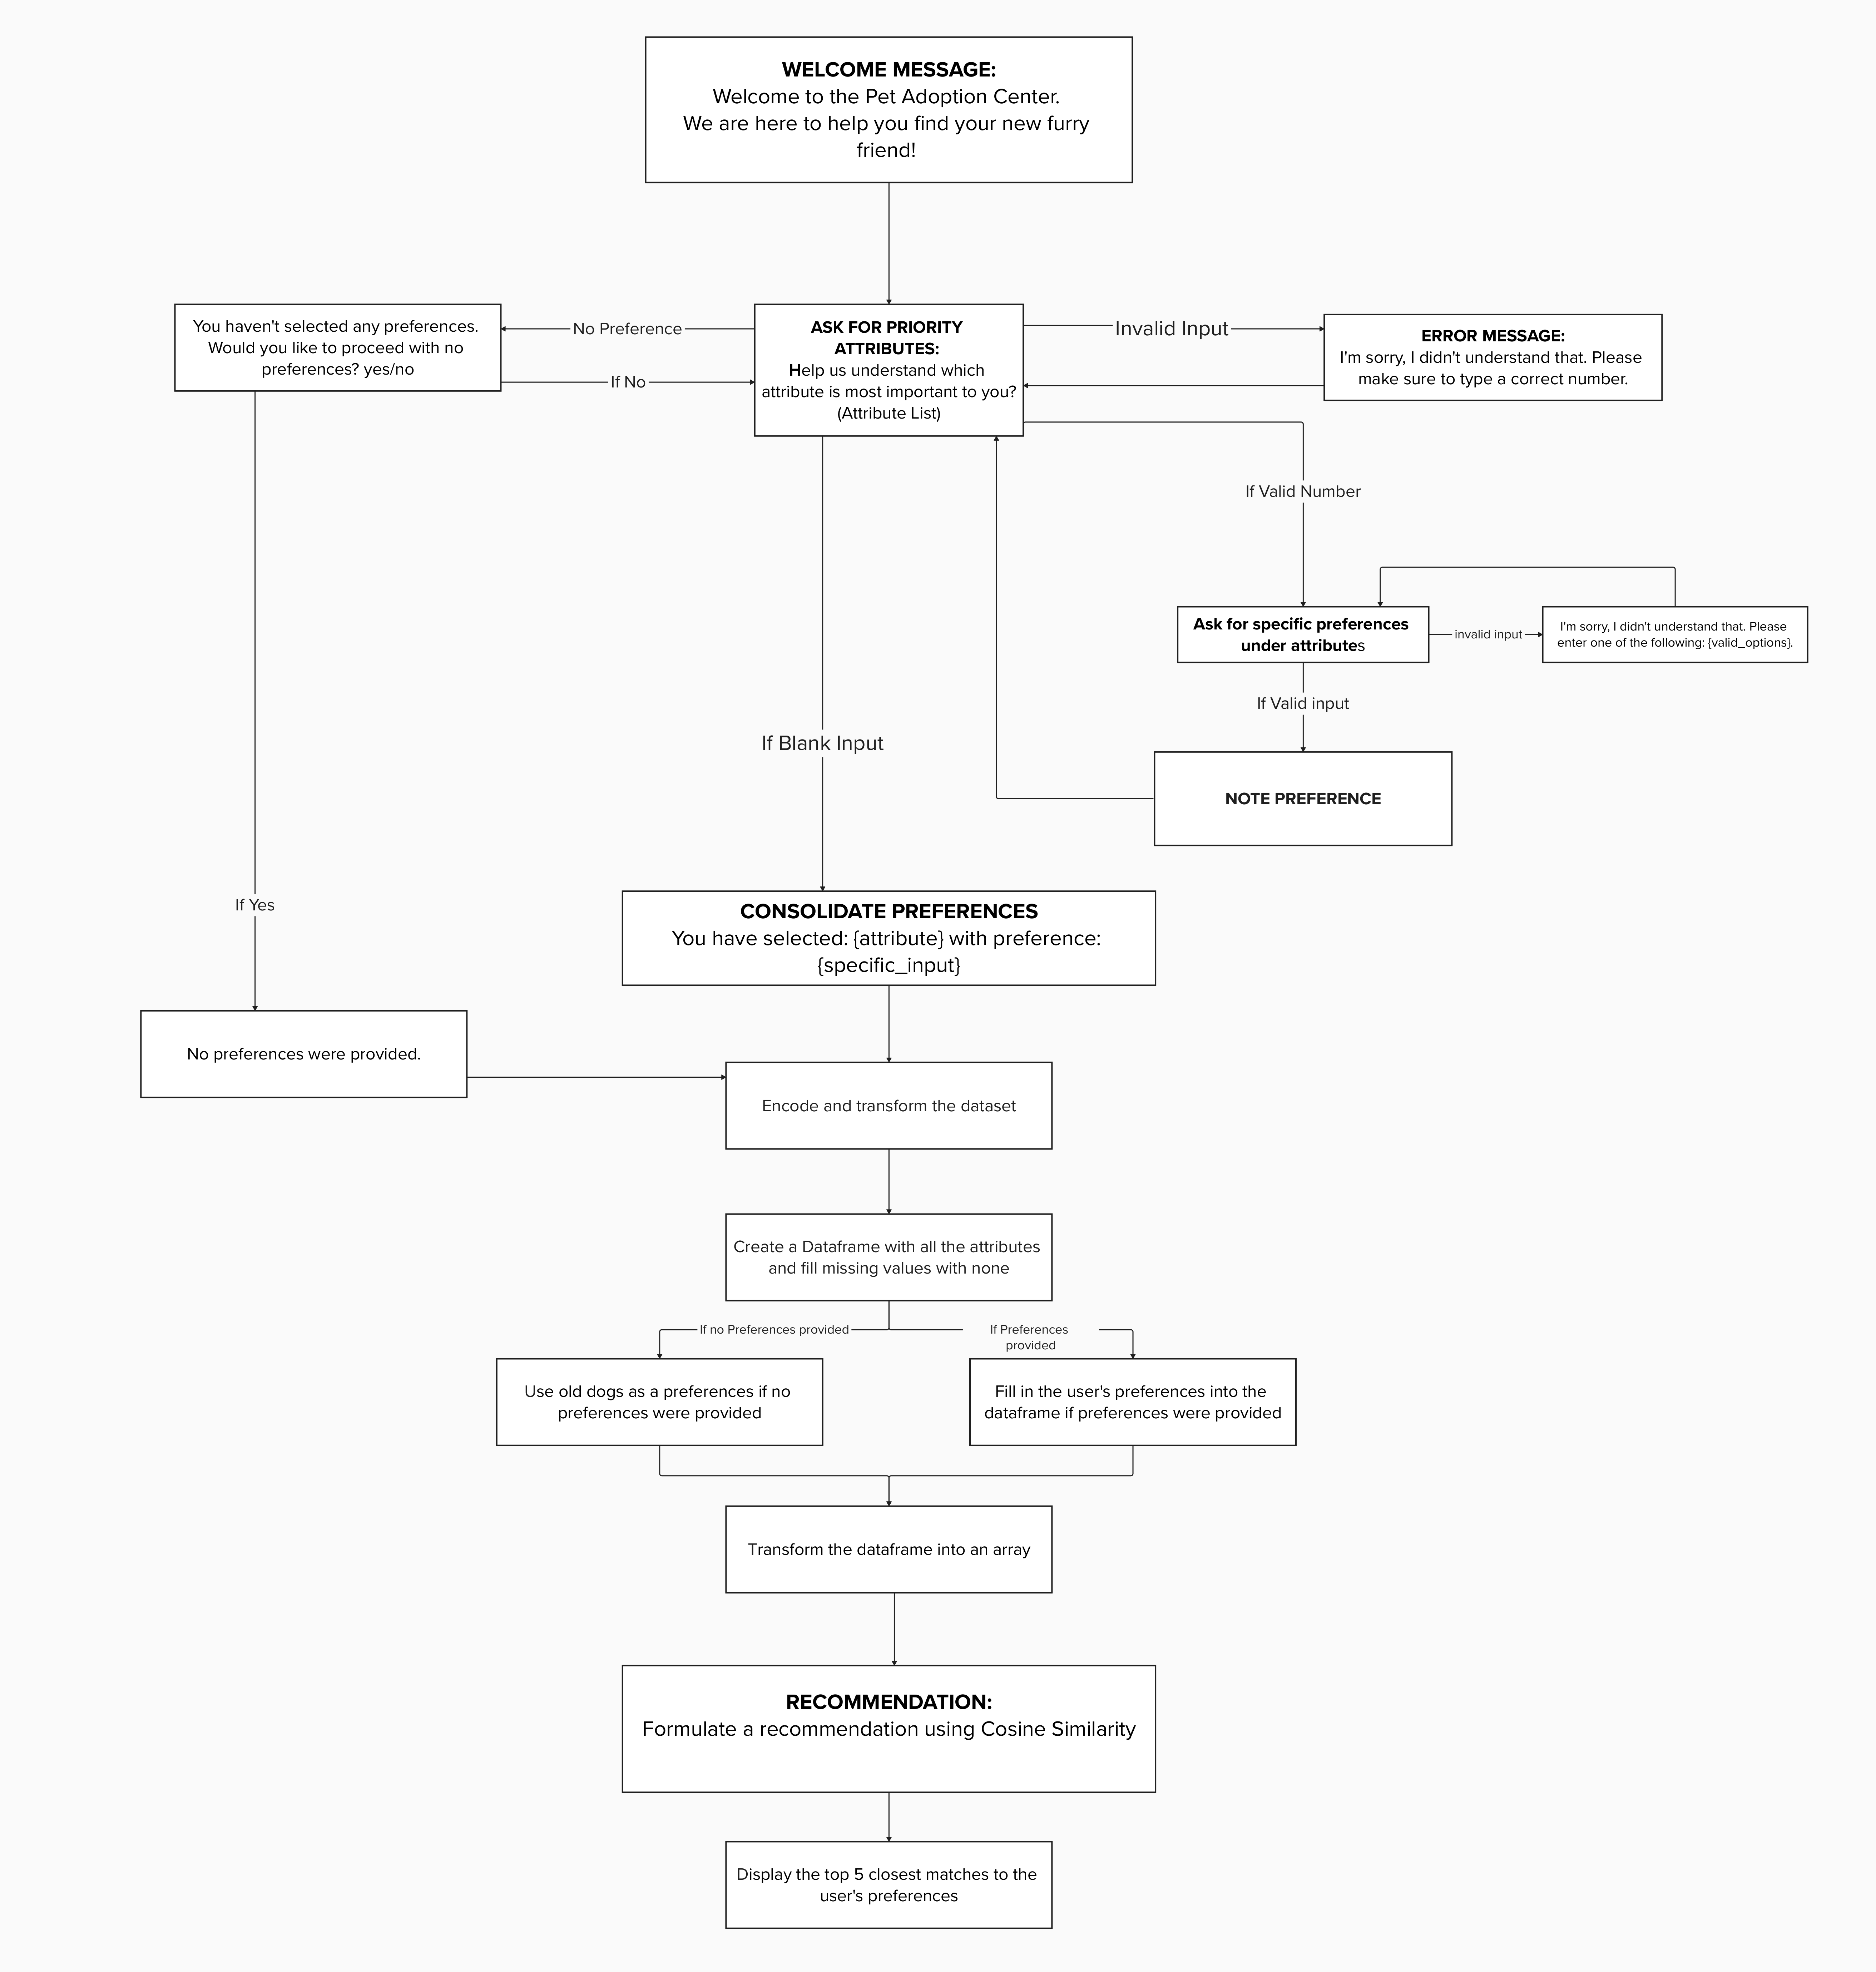 WELCOME MESSAGE:
Welcome to the Pet Adoption Center.
We are here to help you find your new furry
friend!
You haven't selected any preferences.
Would you like to proceed with no
preferences? yes/no
No Preference
If No
ASK FOR PRIORITY
ATTRIBUTES:
Help us understand which
attribute is most important to you?
(Attribute List)
Invalid Input
ERROR MESSAGE:
I'm sorry, I didn't understand that. Please
make sure to type a correct number.
If Valid Number
Ask for specific preferences
under attributes
invalid input
I'm sorry, I didn't understand that. Please
enter one of the following: {valid_options}.
If Valid input
If Blank Input
NOTE PREFERENCE
If Yes
CONSOLIDATE PREFERENCES
You have selected: {attribute} with preference:
{specific_input}
No preferences were provided.
Encode and transform the dataset
Create a Dataframe with all the attributes
and fill missing values with none
If no Preferences provided
If Preferences
provided
Use old dogs as a preferences if no
preferences were provided
Fill in the user's preferences into the
dataframe if preferences were provided
Transform the dataframe into an array
RECOMMENDATION:
Formulate a recommendation using Cosine Similarity
Display the top 5 closest matches to the
user's preferences